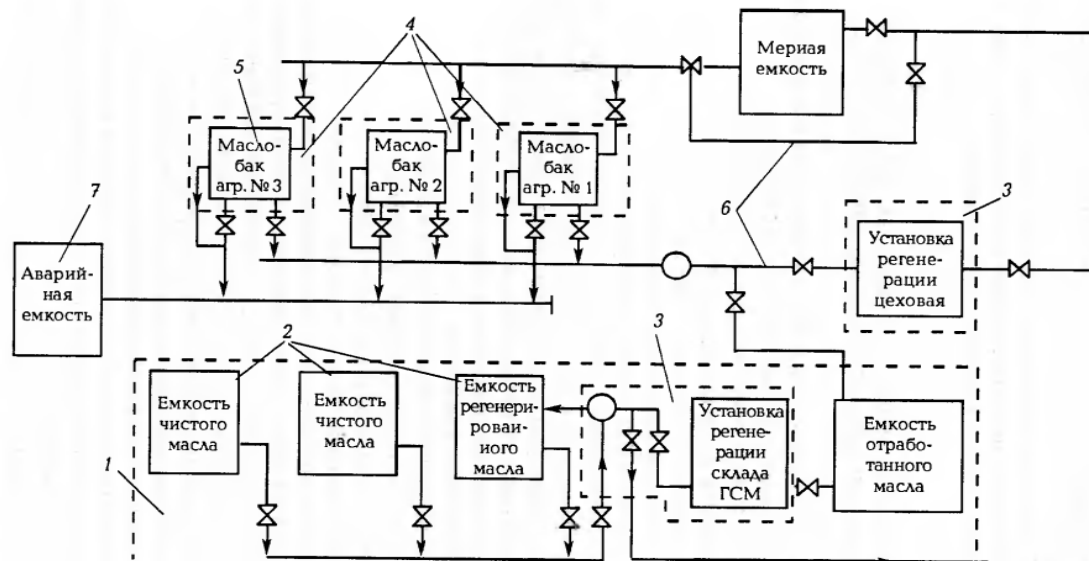 4
Мерная
емкость
5
Масло-
бак
агр. № 3
Масло-
бак
агр. № 2
Масло-
бак
агр. № 1
7
6
3
Аварий-
ная
емкость
Установка
регене-
рации
цеховая
2
3
Емкость
чистого
масла
Емкость
чистого
масла
Емкость
регенери-
рованного
масла
Установка
регене-
рации
склада
ГСМ
Емкость
отрабо-
танного
масла
1